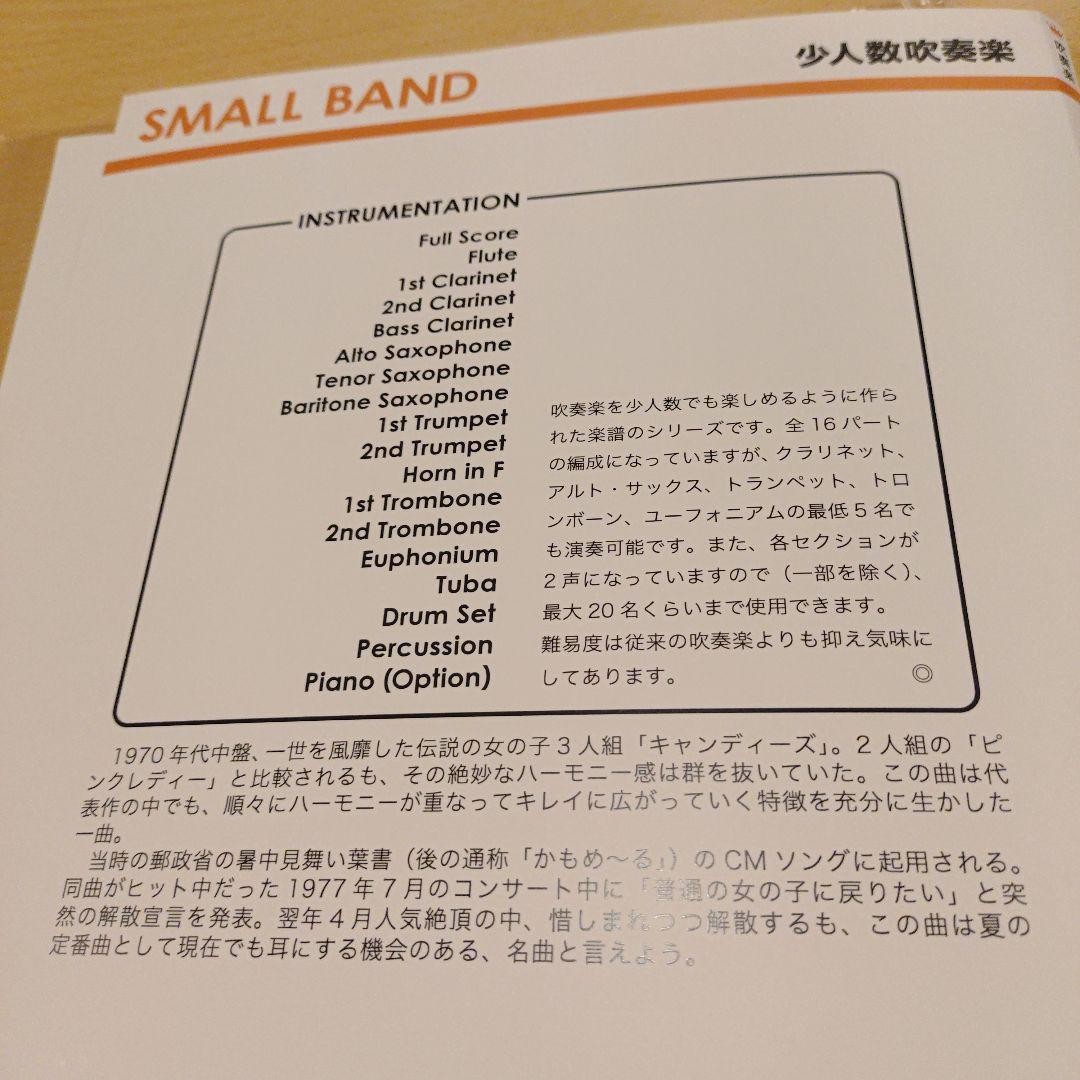 少人数吹奏楽
吹奏楽
SMALL BAND
INSTRUMENTATION
Full Score
Flute
1st Clarinet
2nd Clarinet
Bass Clarinet
Alto Saxophone
Tenor Saxophone
Baritone Saxophone
1st Trumpet
2nd Trumpet
Horn in F
1st Trombone
2nd Trombone
Euphonium
Tuba
Drum Set
Percussion
Piano (Option)
吹奏楽を少人数でも楽しめるように作ら
れた楽譜のシリーズです。全16パート
の編成になっていますが、クラリネット、
アルト・サックス、トランペット、トロ
ンボーン、ユーフォニアムの最低5名で
も演奏可能です。また、各セクションが
2声になっていますので（一部を除く）、
最大20名くらいまで使用できます。
難易度は従来の吹奏楽よりも抑え気味に
してあります。 ◎
1970年代中盤、一世を風靡した伝説の女の子3人組「キャンディーズ」。2人組の「ピ
ンクレディー」と比較されるも、その絶妙なハーモニー感は群を抜いていた。この曲は代
表作の中でも、順々にハーモニーが重なってキレイに広がっていく特徴を充分に生かした
一曲。
当時の郵政省の暑中見舞い葉書（後の通称「かもめ〜る」）のCMソングに起用される。
同曲がヒット中だった1977年7月のコンサート中に「普通の女の子に戻りたい」と突
然の解散宣言を発表。翌年4月人気絶頂の中、惜しまれつつ解散するも、この曲は夏の
定番曲として現在でも耳にする機会のある、名曲と言えよう。